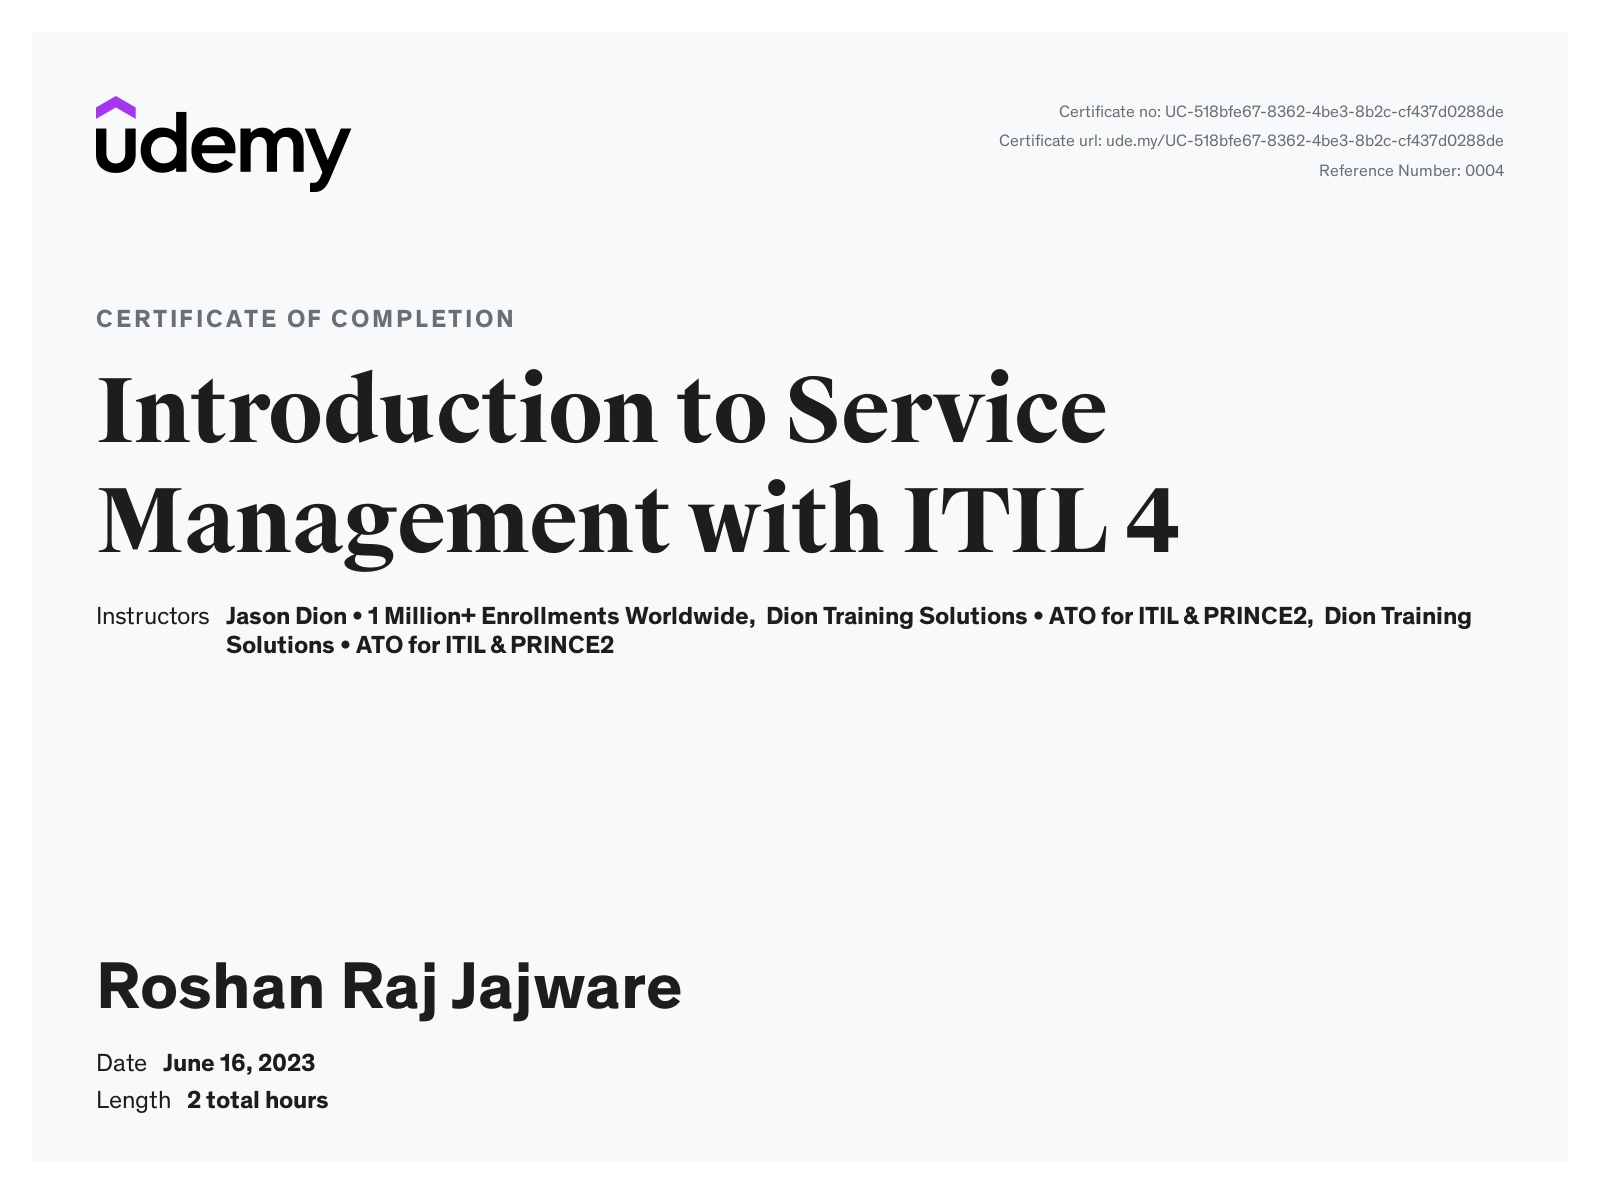 udemy
Certificate no: UC-518bfe67-8362-4be3-8b2c-cf437d0288de
Certificate url: ude.my/UC-518bfe67-8362-4be3-8b2c-cf437d0288de
Reference Number: 0004
CERTIFICATE OF COMPLETION
Introduction to Service
Management with ITIL 4
Instructors Jason Dion • 1 Million+ Enrollments Worldwide, Dion Training Solutions • ATO for ITIL & PRINCE2, Dion Training
Solutions • ATO for ITIL & PRINCE2
Roshan Raj Jajware
Date June 16, 2023
Length 2 total hours